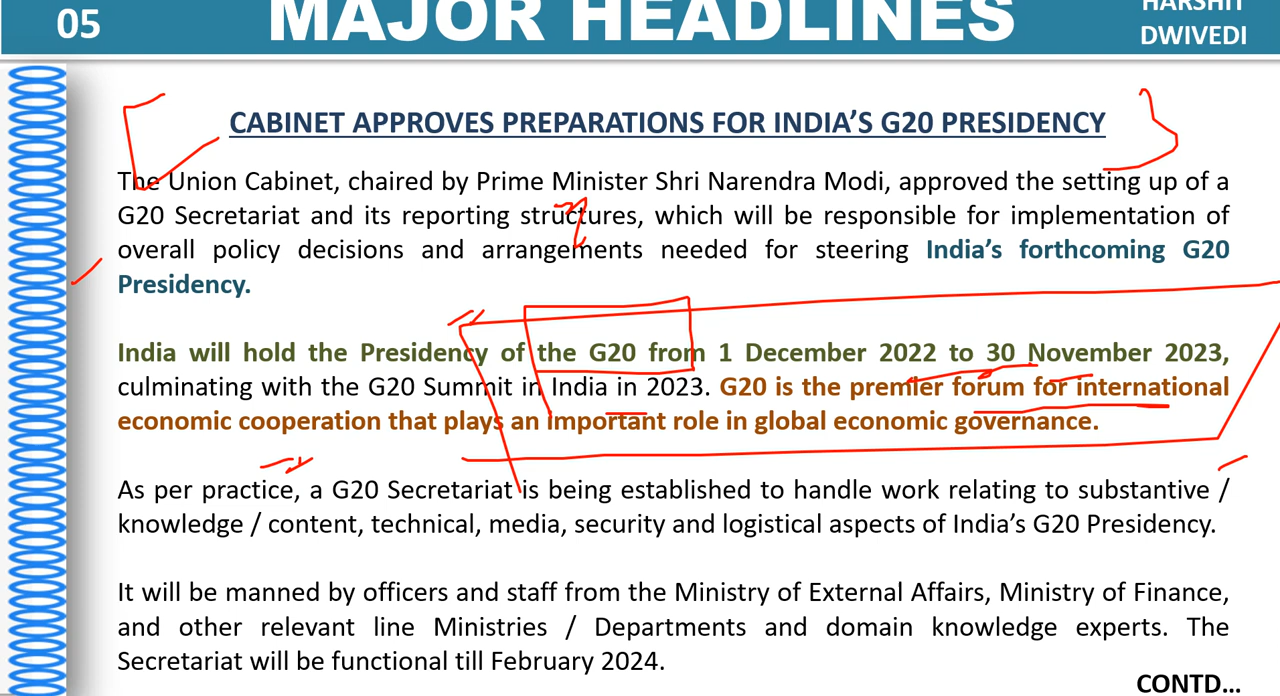 05
MAJOR HEADLINES
HARSHIT
DWIVEDI
CABINET APPROVES PREPARATIONS FOR INDIA'S G20 PRESIDENCY
The Union Cabinet, chaired by Prime Minister Shri Narendra Modi, approved the setting up of a
G20 Secretariat and its reporting structures, which will be responsible for implementation of
overall policy decisions and arrangements needed for steering India's forthcoming G20
Presidency.
India will hold the Presidency of the G20 from 1 December 2022 to 30 November 2023,
culminating with the G20 Summit in India in 2023. G20 is the premier forum for international
economic cooperation that plays an important role in global economic governance.
As per practice, a G20 Secretariat is being established to handle work relating to substantive /
knowledge / content, technical, media, security and logistical aspects of India's G20 Presidency.
It will be manned by officers and staff from the Ministry of External Affairs, Ministry of Finance,
and other relevant line Ministries / Departments and domain knowledge experts. The
Secretariat will be functional till February 2024.
CONTD...